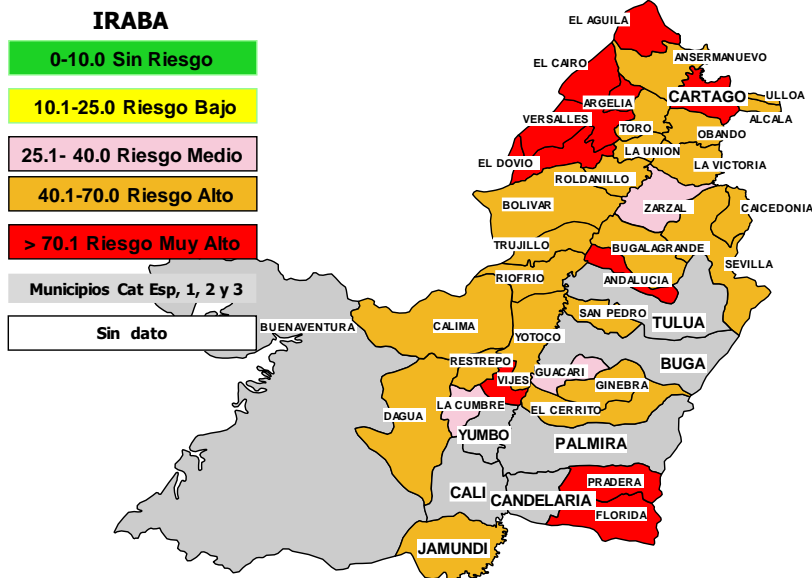 IRABA
0-10.0 Sin Riesgo
10.1-25.0 Riesgo Bajo
25.1- 40.0 Riesgo Medio
40.1-70.0 Riesgo Alto
> 70.1 Riesgo Muy Alto
Municipios Cat Esp, 1, 2 y 3
Sin dato
EL AGUILA
ANSERMANUEVO
EL CAIRO
CARTAGO
ULLOA
ARGELIA
ALCALA
VERSALLES
TORO
OBANDO
LA UNION
EL DOVIO
LA VICTORIA
ROLDANILLO
BOLIVAR
ZARZAL
CAICEDONIA
TRUJILLO
BUGALAGRANDE
SEVILLA
RIOFRIO
ANDALUCIA
SAN PEDRO
TULUA
BUENAVENTURA
CALIMA
YOTOCO
RESTREPO
GUACARI
BUGA
VIJES
GINEBRA
LA CUMBRE
EL CERRITO
DAGUA
YUMBO
PALMIRA
PRADERA
CALI
CANDELARIA
FLORIDA
JAMUNDI